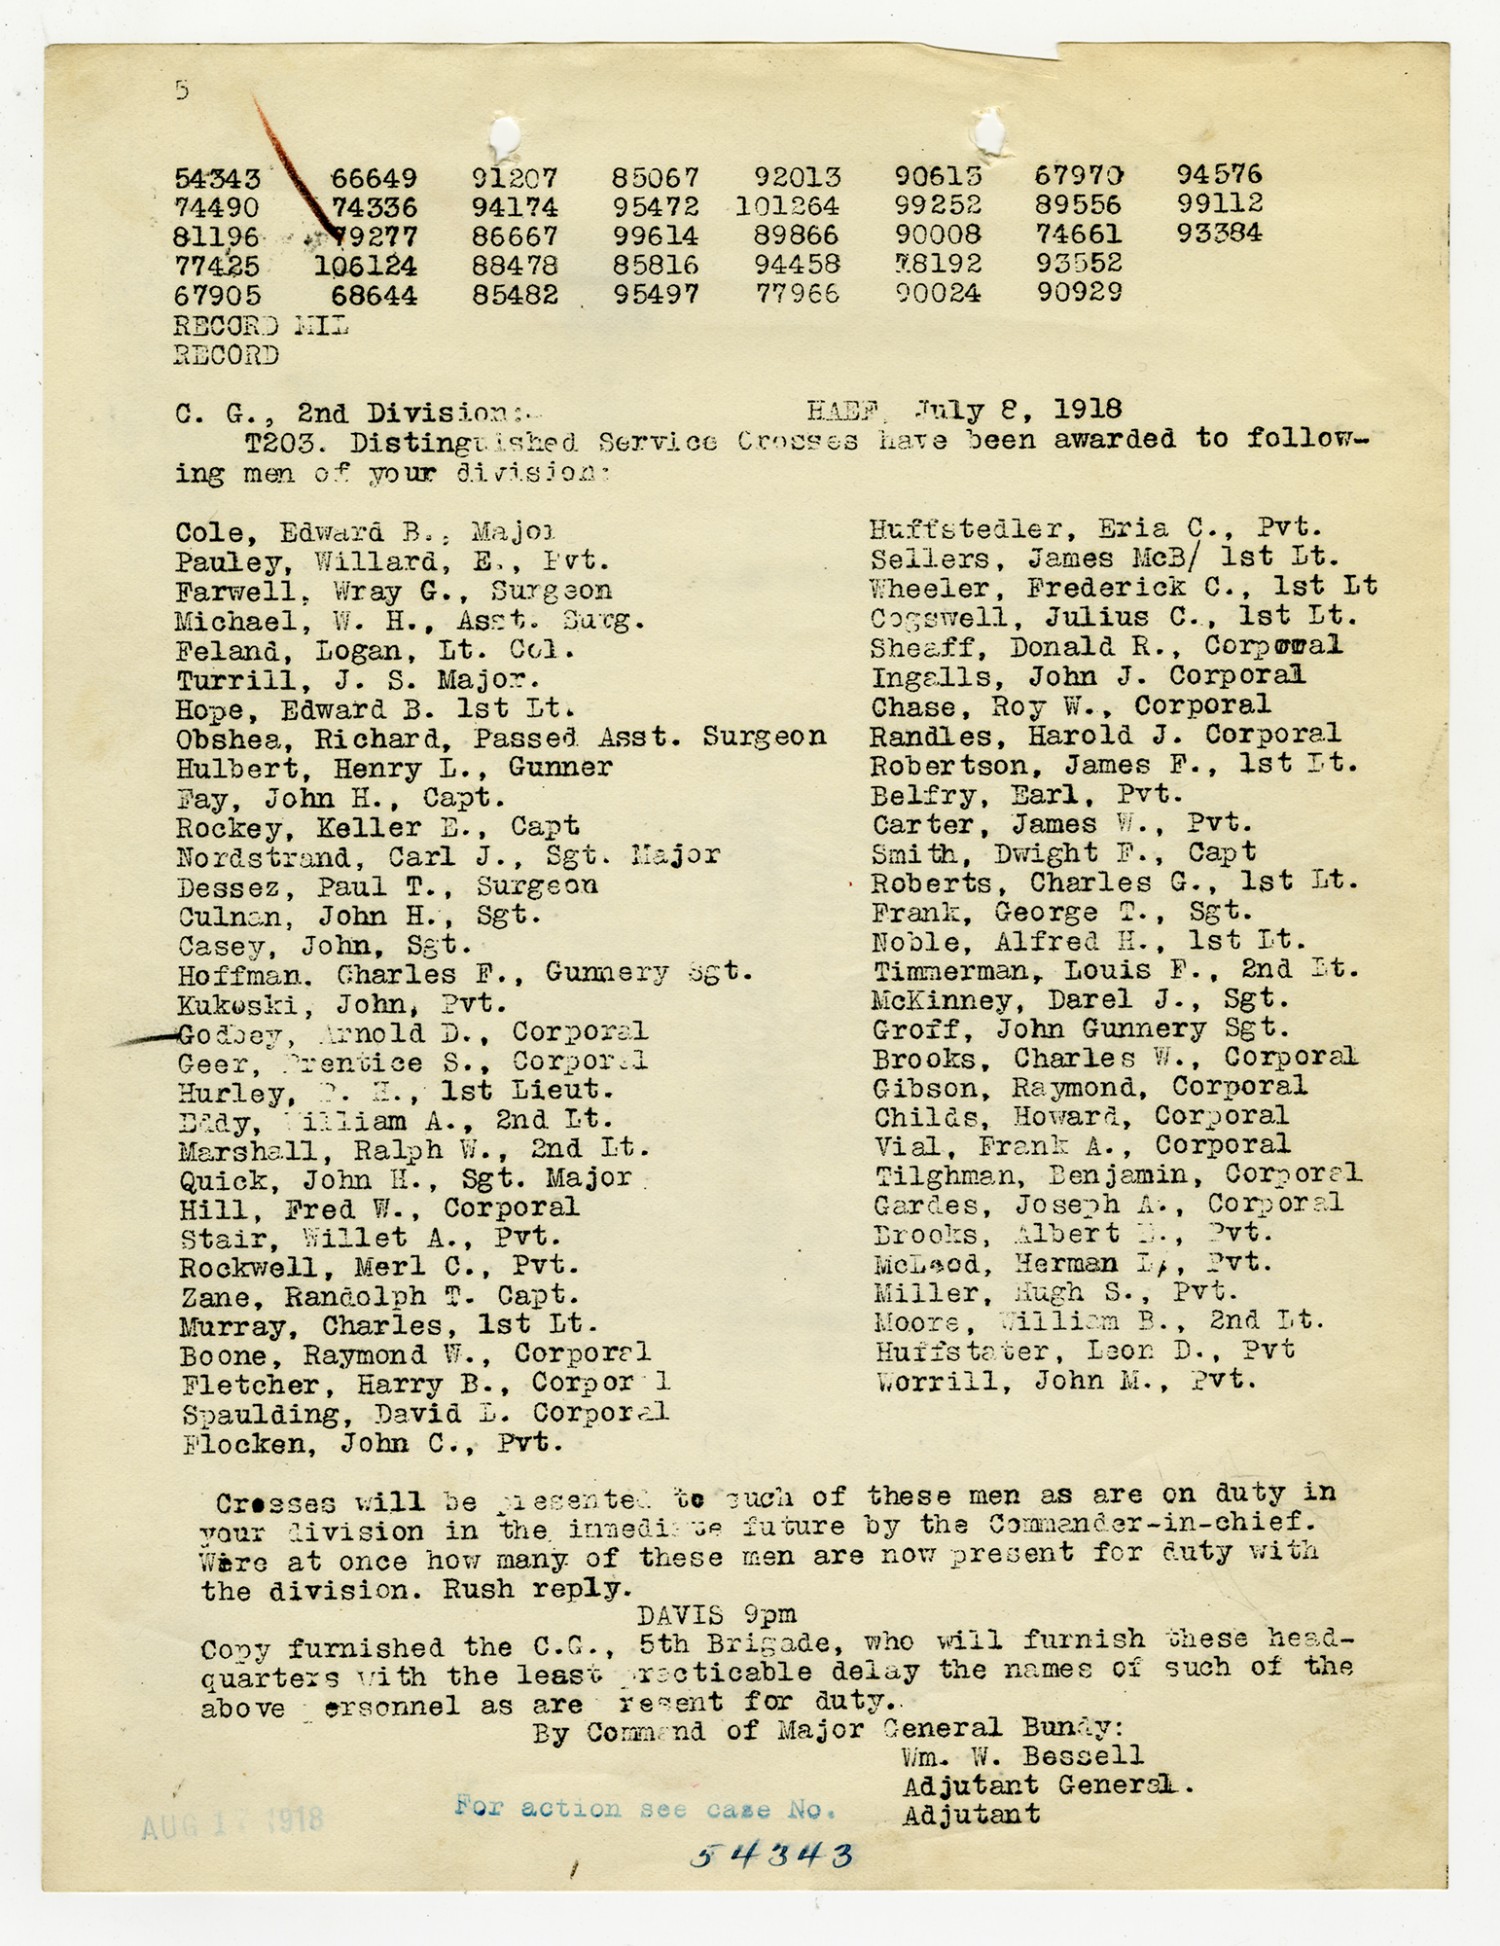 5
54343 66649 91207 85067 92013 90613 67970 94576
74490 74336 94174 95472 101264 99252 89556 99112
81196 79277 86667 99614 89866 90008 74661 93384
77425 106124 88478 85816 94458 78192 93552
67905 68644 85482 95497 77966 90024 90929
RECORD MIL
RECORD
C. G., 2nd Division: HAEF, July 8, 1918
T203. Distinguished Service Crosses have been awarded to follow-
ing men of your division:
Cole, Edward B., Major
Pauley, Willard, E., Pvt.
Farwell, Wray G., Surgeon
Michael, W. H., Asst. Surg.
Feland, Logan, Lt. Col.
Turrill, J. S. Major.
Hope, Edward B. 1st Lt.
Obshea, Richard, Passed Asst. Surgeon
Hulbert, Henry L., Gunner
Fay, John H., Capt.
Rockey, Keller E., Capt
Nordstrand, Carl J., Sgt. Major
Dessez, Paul T., Surgeon
Culnan, John H., Sgt.
Casey, John, Sgt.
Hoffman. Charles F., Gunnery Sgt.
Kukoski, John, Pvt.
Godbey, Arnold D., Corporal
Geer, Prentice S., Corporal
Hurley, P. H., 1st Lieut.
Eddy, William A., 2nd Lt.
Marshall, Ralph W., 2nd Lt.
Quick, John H., Sgt. Major
Hill, Fred W., Corporal
Stair, Willet A., Pvt.
Rockwell, Merl C., Pvt.
Zane, Randolph T. Capt.
Murray, Charles, 1st Lt.
Boone, Raymond W., Corporal
Fletcher, Harry B., Corporal
Spaulding, David L. Corporal
Flocken, John C., Pvt.
Huffstedler, Eria C., Pvt.
Sellers, James McB/ 1st Lt.
Wheeler, Frederick C., 1st Lt
Cogswell, Julius C., 1st Lt.
Sheaff, Donald R., Corporal
Ingalls, John J. Corporal
Chase, Roy W., Corporal
Randles, Harold J. Corporal
Robertson, James F., 1st Lt.
Belfry, Earl, Pvt.
Carter, James W., Pvt.
Smith, Dwight F., Capt
Roberts, Charles G., 1st Lt.
Frank, George T., Sgt.
Noble, Alfred H., 1st Lt.
Timmerman, Louis F., 2nd Lt.
McKinney, Darel J., Sgt.
Groff, John Gunnery Sgt.
Brooks, Charles W., Corporal
Gibson, Raymond, Corporal
Childs, Howard, Corporal
Vial, Frank A., Corporal
Tilghman, Benjamin, Corporal
Gardes, Joseph A., Corporal
Brooks, Albert Pvt.
McLeod, Herman L., Pvt.
Miller, Hugh S., Pvt.
Moore, William B., 2nd Lt.
Huffstater, Leon D., Pvt
Worrill, John M., Pvt.
Crosses will be presented to such of these men as are on duty in
your division in the immediate future by the Commander-in-chief.
Wire at once how many of these men are now present for duty with
the division. Rush reply.
DAVIS 9pm
Copy furnished the C.G., 5th Brigade, who will furnish these head-
quarters with the least practicable delay the names of such of the
above personnel as are present for duty.
By Command of Major General Bundy:
Wm. W. Bessell
Adjutant General.
Adjutant
For action see case No.
AUG 1 1918
54343